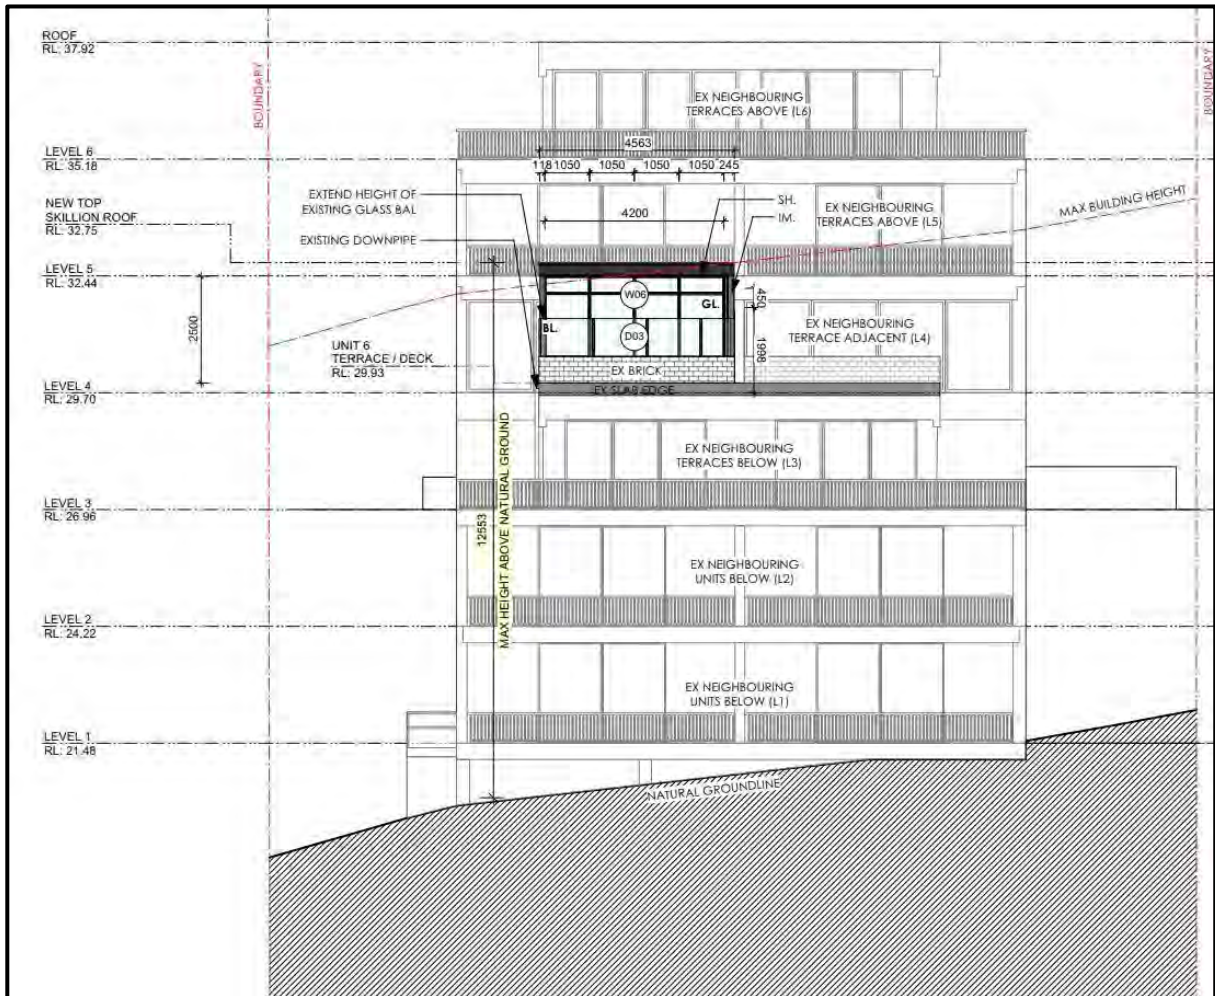 ROOF
RL: 37.92
BOUNDARY
BOUNDARY
EX NEIGHBOURING
TERRACES ABOVE (L6)
4563
LEVEL 6
RL: 35.18
118 1050 1050 1050 1050 245
EXTEND HEIGHT OF
EXISTING GLASS BAL
SH.
IM.
MAX BUILDING HEIGHT
NEW TOP
SKILLION ROOF
RL: 32.75
4200
EX NEIGHBOURING
TERRACES ABOVE (L5)
EXISTING DOWNPIPE
LEVEL 5
RL: 32.44
W06
GL.
450
2500
BL.
D03
1998
EX NEIGHBOURING
TERRACE ADJACENT (L4)
UNIT 6
TERRACE / DECK
RL: 29.93
EX BRICK
EX SLAB EDGE
LEVEL 4
RL: 29.70
EX NEIGHBOURING
TERRACES BELOW (L3)
LEVEL 3
RL: 26.96
12553
MAX HEIGHT ABOVE NATURAL GROUND
EX NEIGHBOURING
UNITS BELOW (L2)
LEVEL 2
RL: 24.22
EX NEIGHBOURING
UNITS BELOW (L1)
LEVEL 1
RL: 21.48
NATURAL GROUNDLINE